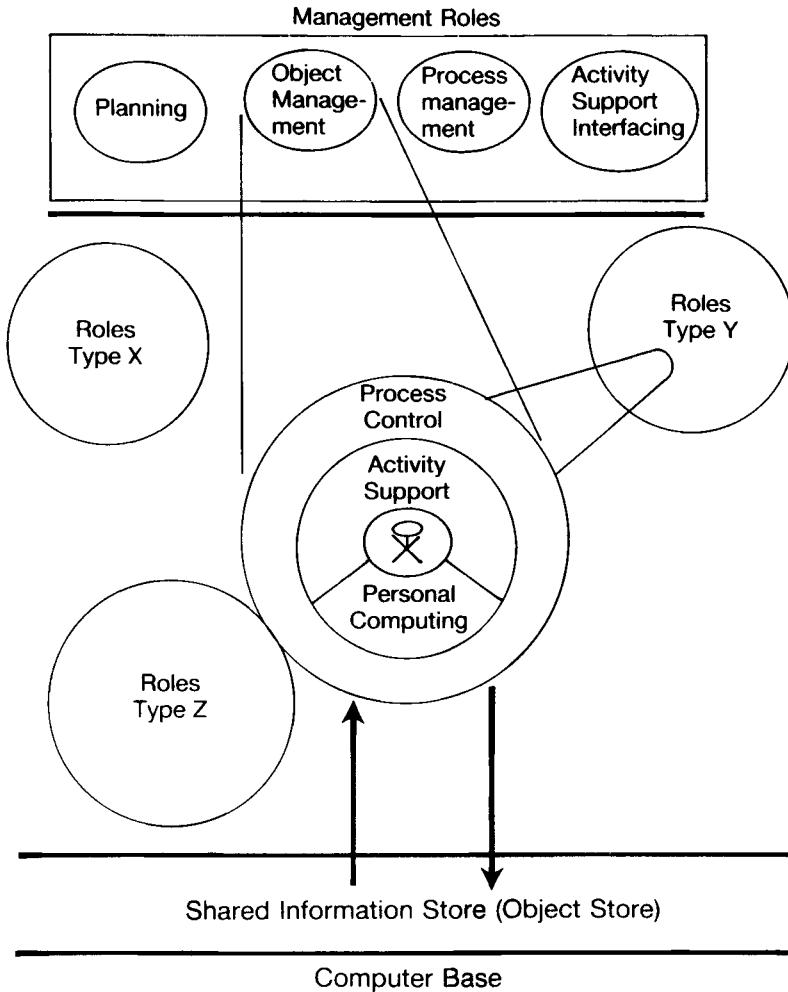 Management Roles
Planning
Object
Manage-
ment
Process
manage-
ment
Activity
Support
Interfacing
Roles
Type X
Roles
Type Y
Process
Control
Activity
Support
Personal
Computing
Roles
Type Z
Shared Information Store (Object Store)
Computer Base